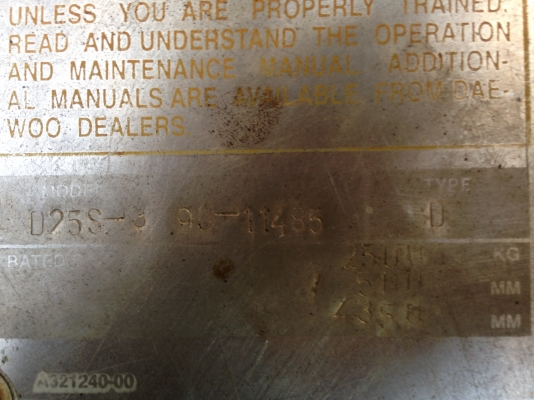 UNLESS YOU ARE PROPERLY TRAINED.
READ AND UNDERSTAND THE OPERATION
AND MAINTENANCE MANUAL. ADDITION-
AL MANUALS ARE AVAILABLE FROM DAE-
WOO DEALERS.
MODEL TYPE
D25S-3 11485 D
RATED KG
MM
MM
A321240-00